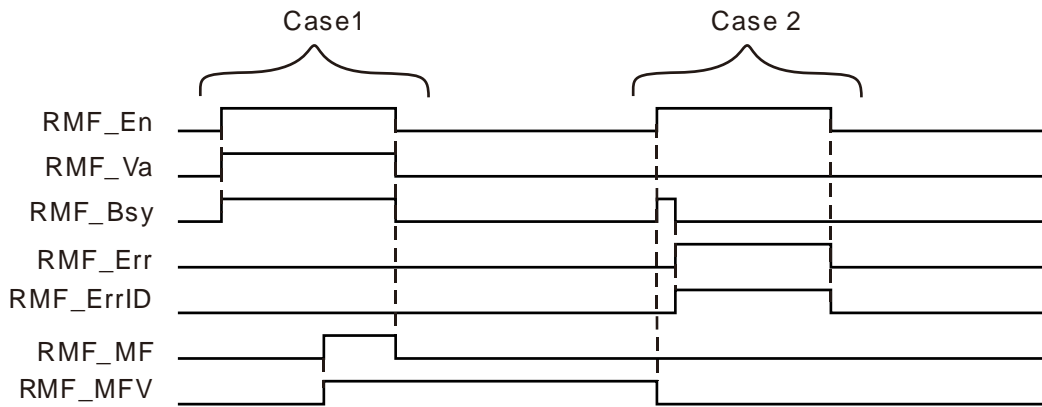 Case1 Case 2
RMF_En
RMF_Va
RMF_Bsy
RMF_Err
RMF_ErrID
RMF_MF
RMF_MFV